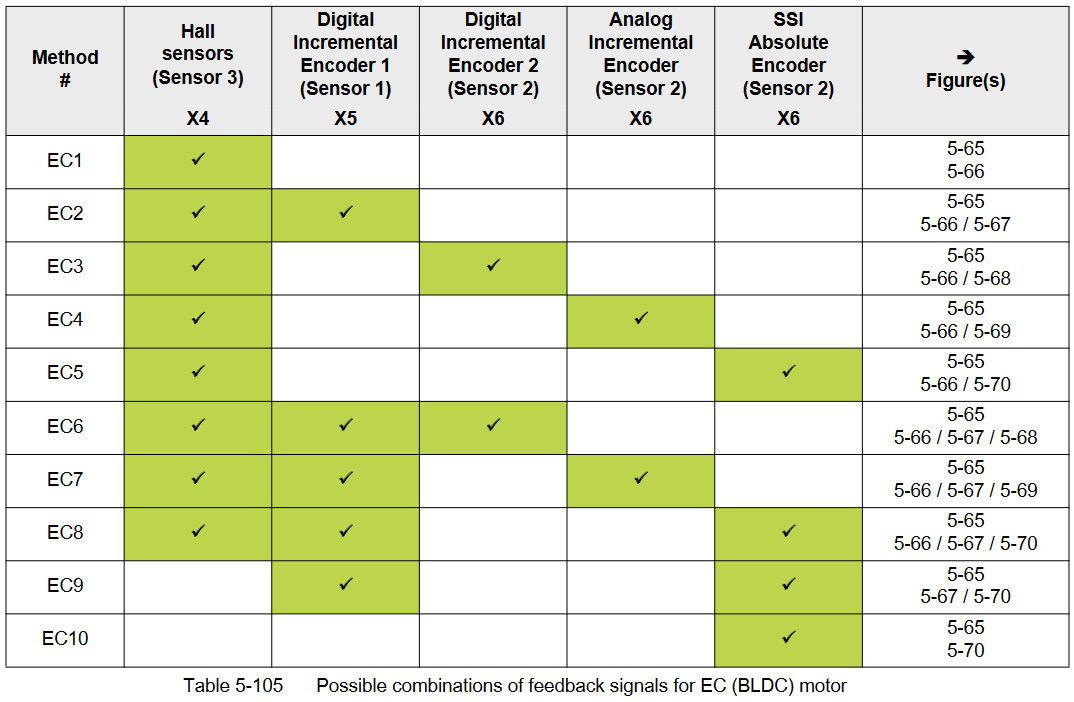 Method #
Hall sensors (Sensor 3)
Digital Incremental Encoder 1 (Sensor 1)
Digital Incremental Encoder 2 (Sensor 2)
Analog Incremental Encoder (Sensor 2)
SSI Absolute Encoder (Sensor 2)
➔ Figure(s)
X4 X5 X6 X6 X6
EC1 ✓ 5-65
5-66
EC2 ✓ ✓ 5-65
5-66 / 5-67
EC3 ✓ ✓ 5-65
5-66 / 5-68
EC4 ✓ ✓ 5-65
5-66 / 5-69
EC5 ✓ ✓ 5-65
5-66 / 5-70
EC6 ✓ ✓ ✓ 5-65
5-66 / 5-67 / 5-68
EC7 ✓ ✓ ✓ 5-65
5-66 / 5-67 / 5-69
EC8 ✓ ✓ ✓ 5-65
5-66 / 5-67 / 5-70
EC9 ✓ ✓ 5-65
5-67 / 5-70
EC10 ✓ 5-65
5-70
Table 5-105 Possible combinations of feedback signals for EC (BLDC) motor